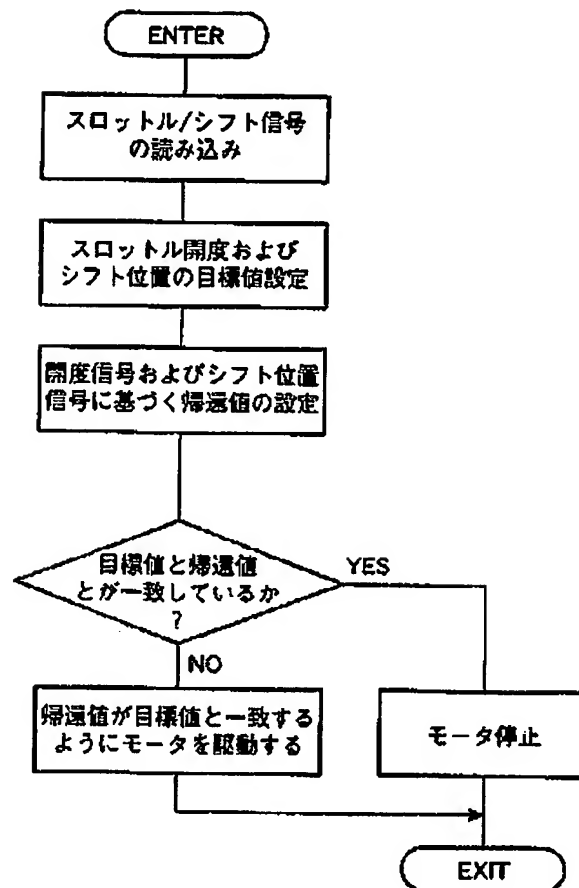 ENTER
スロットル/シフト信号
の読み込み
スロットル開度および
シフト位置の目標値設定
開度信号およびシフト位置
信号に基づく帰還値の設定
目標値と帰還値
とが一致しているか
?
YES
NO
帰還値が目標値と一致する
ようにモータを駆動する
モータ停止
EXIT